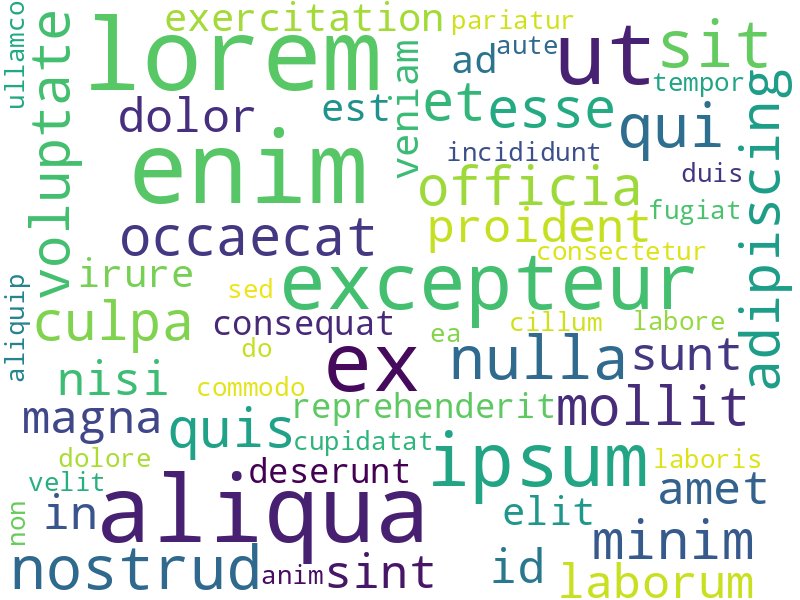 ullamco
exercitation
pariatur
lorem
ut
sit
voluptate
ad
aute
veniam
tempor
adipiscing
dolor
est
et
esse
qui
enim
incididunt
duis
officia
fugiat
proident
occaecat
consectetur
irure
sed
excepteur
aliquip
culpa
consequat
ea
cillum
labore
do
ex
nulla
sunt
nisi
commodo
magna
reprehenderit
mollit
quis
cupidatat
ipsum
laboris
dolore
deserunt
velit
amet
non
in
aliqua
elit
minim
nostrud
anim
sint
id
laborum